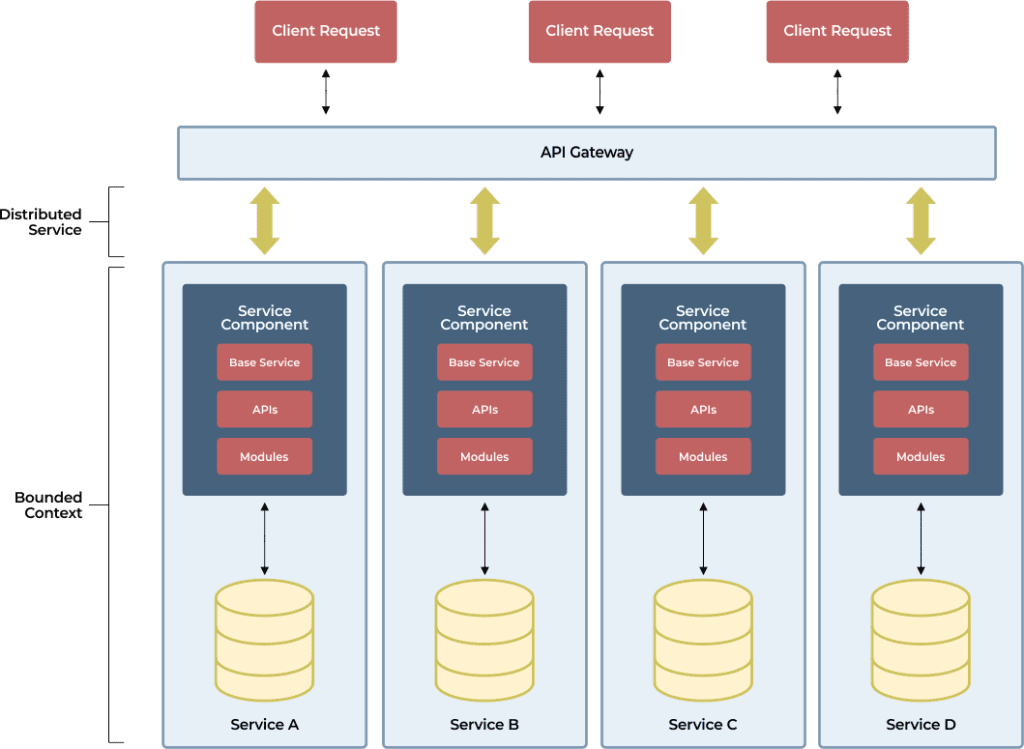 Client Request
Client Request
Client Request
API Gateway
Distributed
Service
Service
Component
Base Service
APIs
Modules
Service
Component
Base Service
APIs
Modules
Service
Component
Base Service
APIs
Modules
Service
Component
Base Service
APIs
Modules
Bounded
Context
Service A
Service B
Service C
Service D